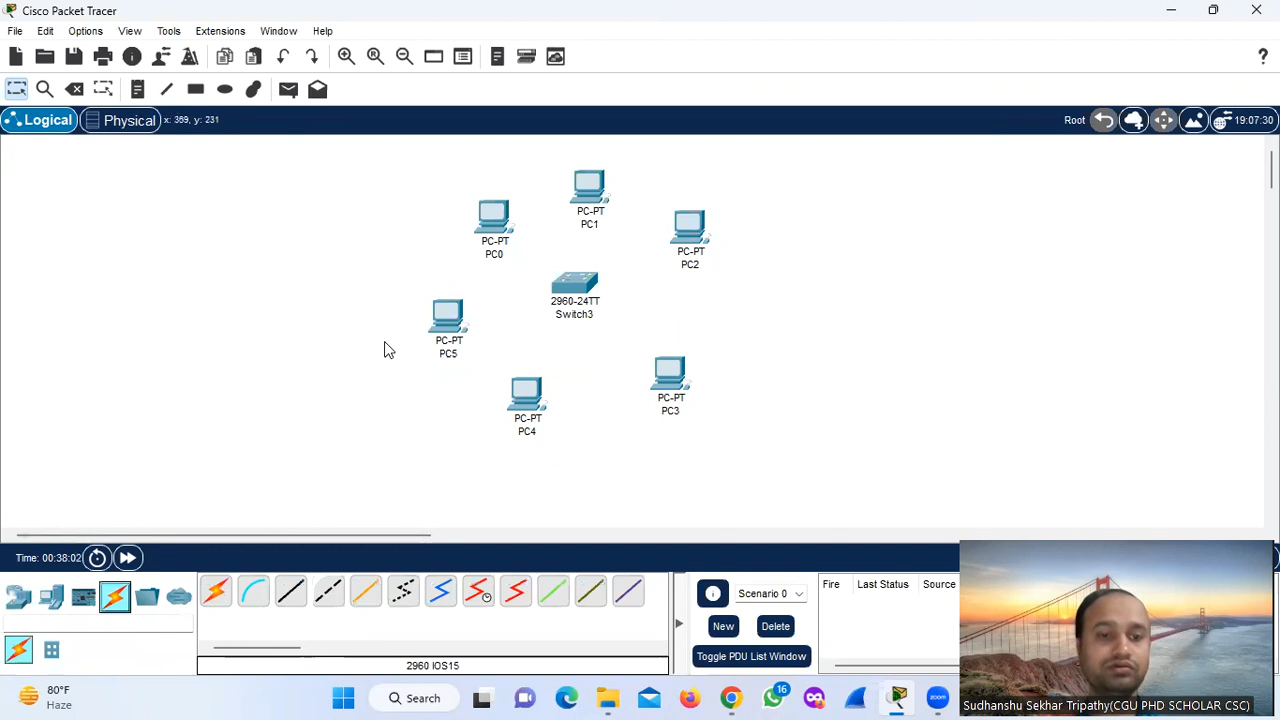 Cisco Packet Tracer
File Edit Options View Tools Extensions Window Help
?
Logical Physical x: 369, y: 231 Root 19:07:30
PC-PT
PC1
PC-PT
PC0
PC-PT
PC2
2960-24TT
Switch3
PC-PT
PC5
PC-PT
PC3
PC-PT
PC4
Time: 00:38:02
Scenario 0 Fire Last Status Source
New Delete
Toggle PDU List Window
2960 IOS15
80°F
Haze
Search
16
zoom
Sudhanshu Sekhar Tripathy(CGU PHD SCHOLAR CSC)